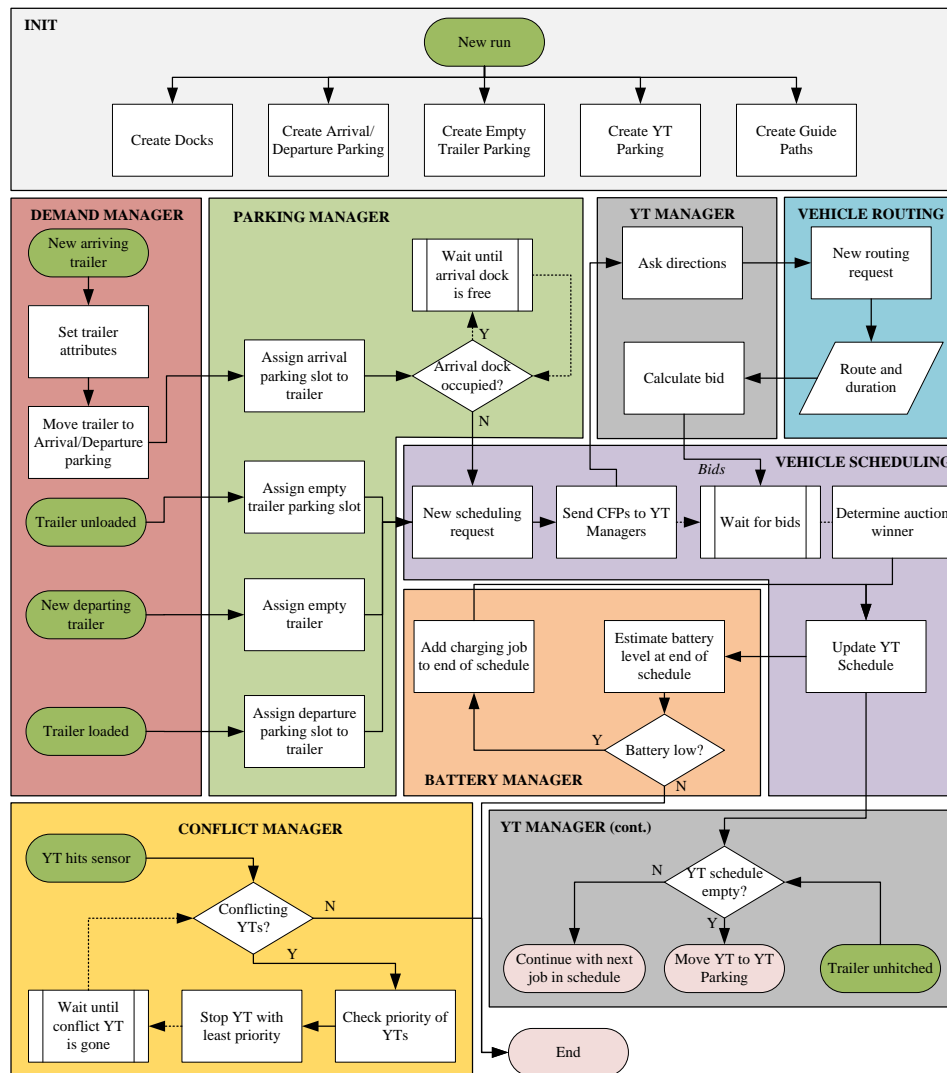 INIT
New run
Create Docks
Create Arrival/
Departure Parking
Create Empty
Trailer Parking
Create YT
Parking
Create Guide
Paths
DEMAND MANAGER
New arriving
trailer
Set trailer
attributes
Move trailer to
Arrival/Departure
parking
Trailer unloaded
New departing
trailer
Trailer loaded
PARKING MANAGER
Wait until
arrival dock
is free
Y
Assign arrival
parking slot to
trailer
Arrival dock
occupied?
N
Assign empty
trailer parking slot
Assign empty
trailer
Assign departure
parking slot to
trailer
YT MANAGER
Ask directions
Calculate bid
VEHICLE ROUTING
New routing
request
Route and
duration
VEHICLE SCHEDULING
Bids
New scheduling
request
Send CFPs to YT
Managers
Wait for bids
Determine auction
winner
Update YT
Schedule
Add charging job
to end of schedule
Estimate battery
level at end of
schedule
Y
Battery low?
BATTERY MANAGER
N
CONFLICT MANAGER
YT hits sensor
Conflicting
YTs?
N
Y
Wait until
conflict YT
is gone
Stop YT with
least priority
Check priority of
YTs
YT MANAGER (cont.)
YT schedule
empty?
N
Y
Continue with next
job in schedule
Move YT to YT
Parking
Trailer unhitched
End